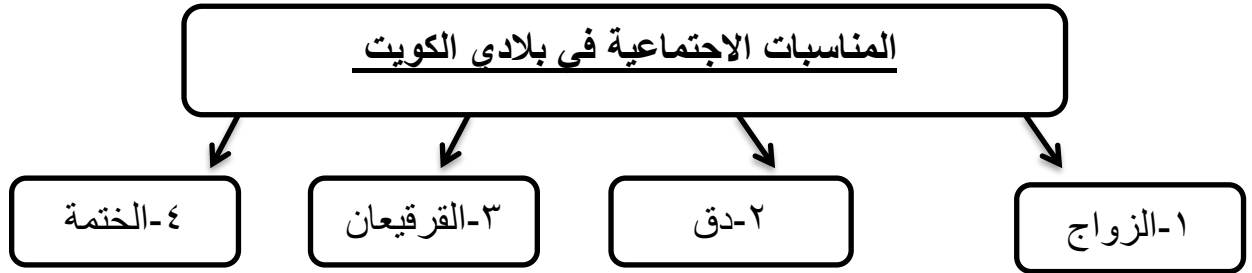 المناسبات الاجتماعية في بلادي الكويت
١-الزواج
٢-دق
٣-القرقيعان
٤-الختمة